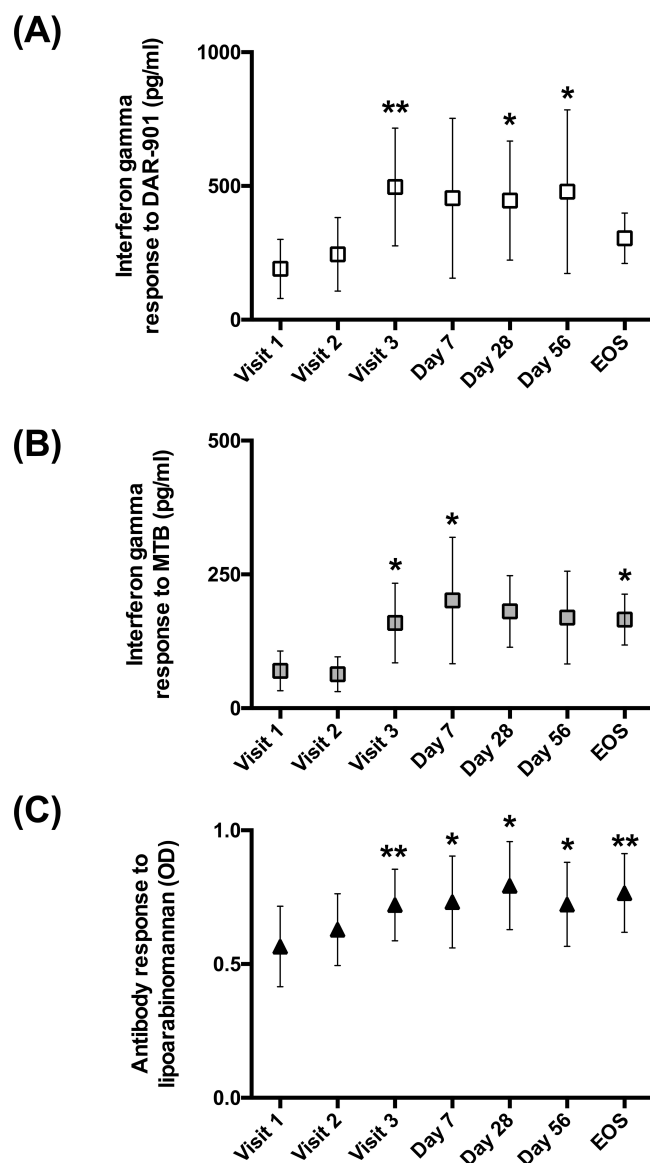 (A)
Interferon gamma
response to DAR-901 (pg/ml)
1000
500
0
**
*
*
Visit 1
Visit 2
Visit 3
Day 7
Day 28
Day 56
EOS
(B)
Interferon gamma
response to MTB (pg/ml)
500
250
0
*
*
*
Visit 1
Visit 2
Visit 3
Day 7
Day 28
Day 56
EOS
(C)
Antibody response to
lipoarabinomannan (OD)
1.0
0.5
0.0
**
*
*
*
**
Visit 1
Visit 2
Visit 3
Day 7
Day 28
Day 56
EOS